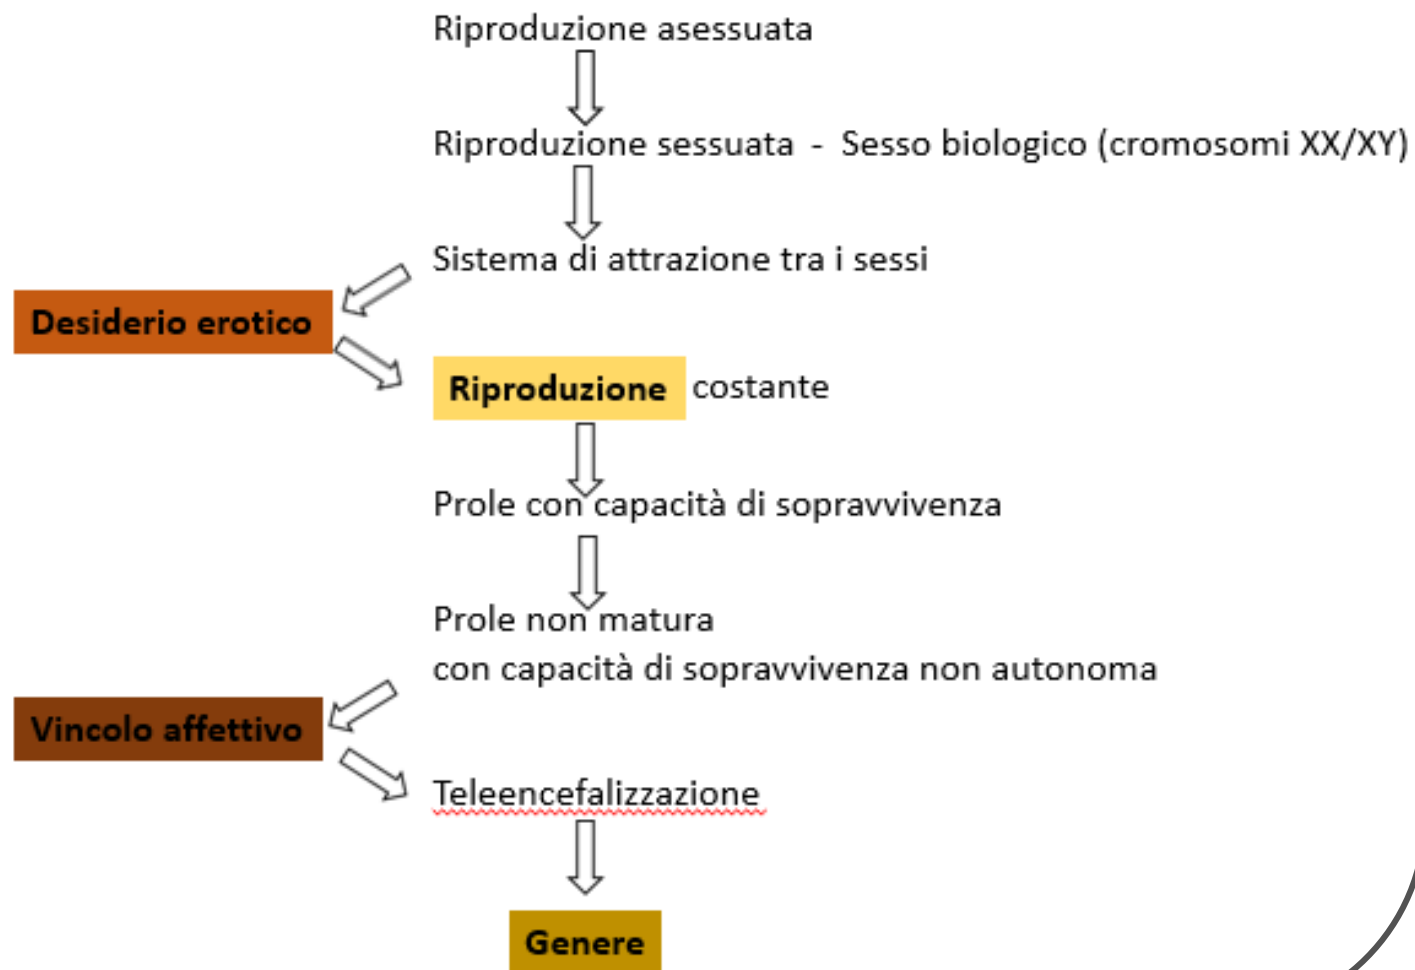 Riproduzione asessuata
Riproduzione sessuata - Sesso biologico (cromosomi XX/XY)
Sistema di attrazione tra i sessi
Desiderio erotico
Riproduzione costante
Prole con capacità di sopravvivenza
Prole non matura
con capacità di sopravvivenza non autonoma
Vincolo affettivo
Teleencefalizzazione
Genere